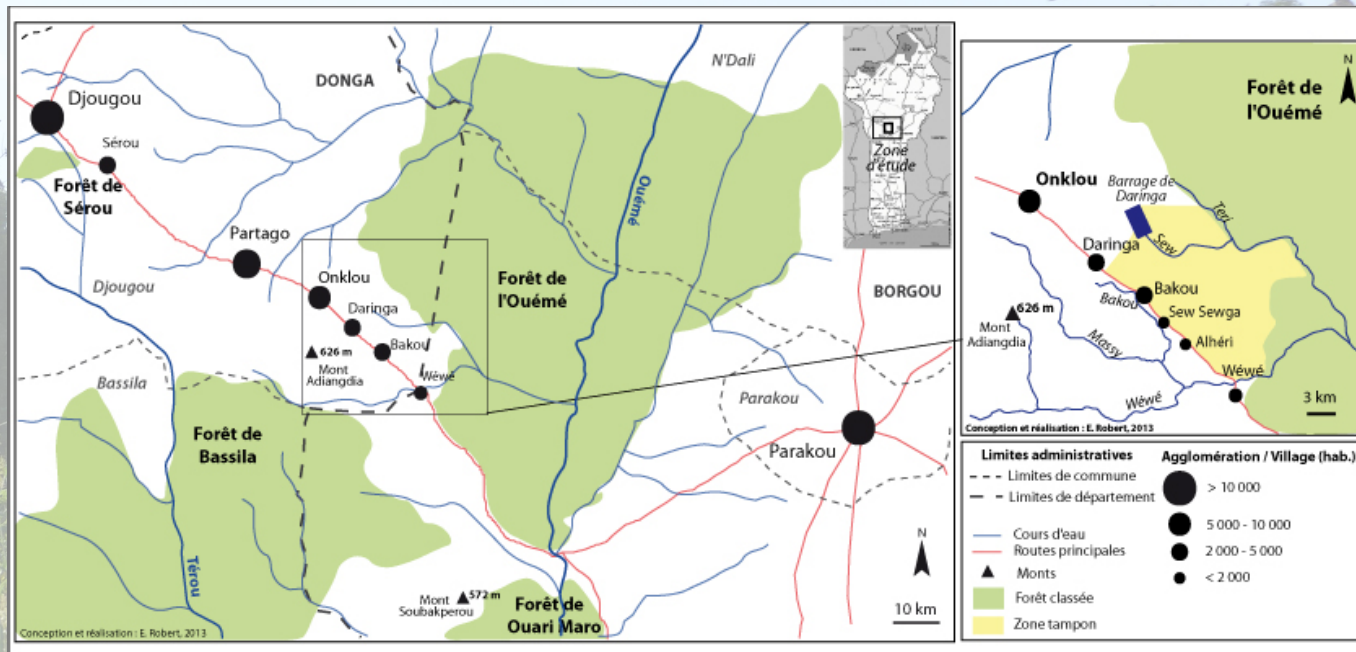 DONGA
N'Dali
Djougou
Sérou
Forêt de
Sérou
Partago
Onklou
Daringa
Bakou
626 m
Mont
Adiangdia
Wéwé
Djougou
Bassila
Forêt de
l'Ouémé
Ouémé
BORGOU
Parakou
Parakou
Forêt de
Bassila
Térou
Mont
Soubakperou
572 m
Forêt de
Ouari Maro
N
10 km
Conception et réalisation : E. Robert, 2013
Zone
d'étude
N
Forêt de
l'Ouémé
Onklou
Barrage de
Daringa
Teri
Sew
Daringa
Bakou
Bakou
Sew Sewga
626 m
Mont
Adiangdia
Massy
Alhéri
Wéwé
Wéwé
3 km
Conception et réalisation : E. Robert, 2013
Limites administratives
Limites de commune
Limites de département
Cours d'eau
Routes principales
Monts
Forêt classée
Zone tampon
Agglomération / Village (hab.)
> 10 000
5 000 - 10 000
2 000 - 5 000
< 2 000